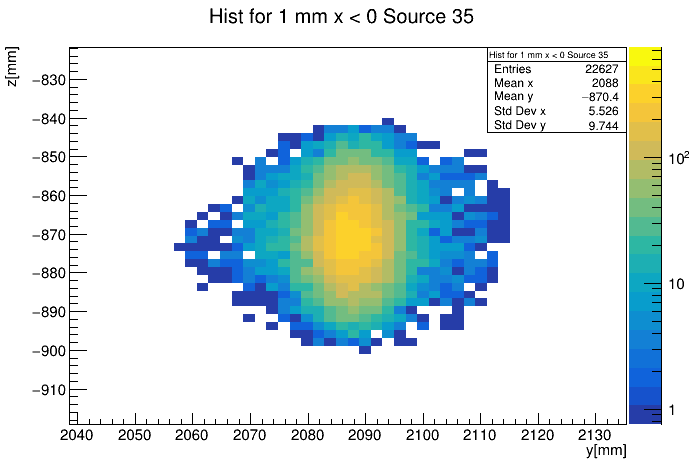 Hist for 1 mm x < 0 Source 35
z[mm]
Hist for 1 mm x < 0 Source 35
Entries 22627
Mean x 2088
Mean y −870.4
Std Dev x 5.526
Std Dev y 9.744
−830
−840
−850
−860
−870
−880
−890
−900
−910
10²
10
1
2040 2050 2060 2070 2080 2090 2100 2110 2120 2130
y[mm]